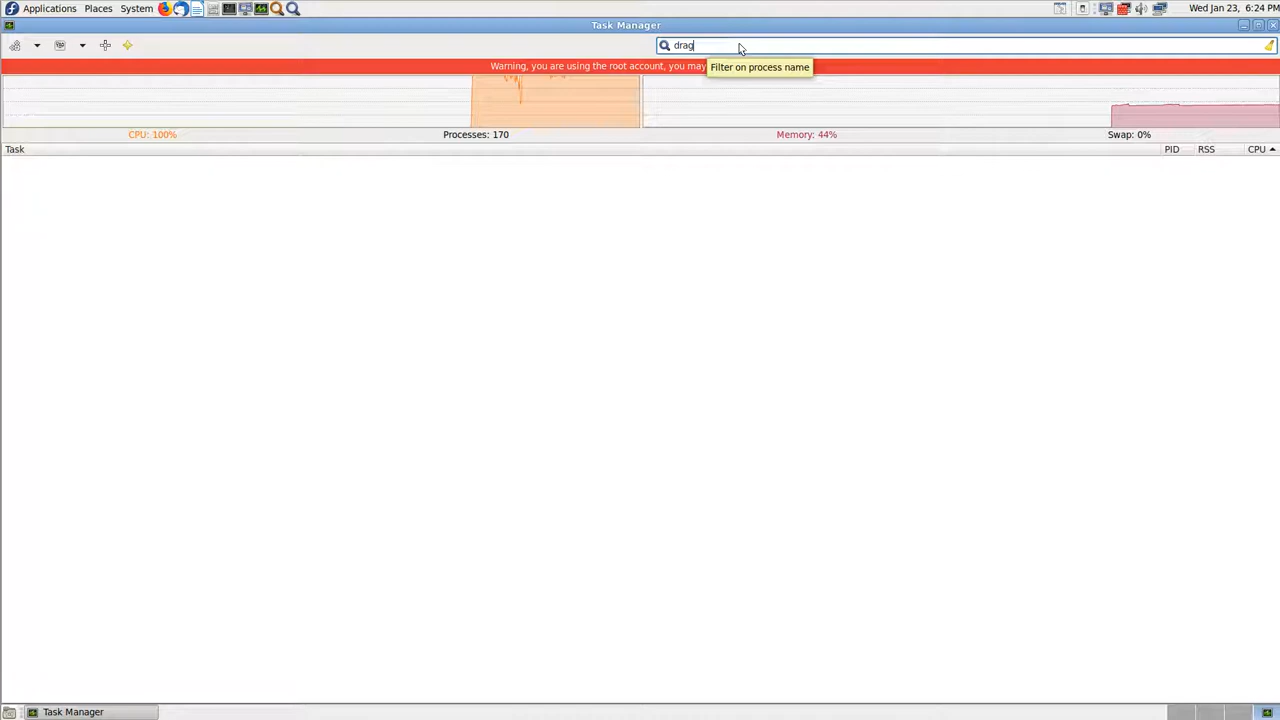 Applications Places System Wed Jan 23, 6:24 PM
Task Manager
drag
Warning, you are using the root account, you may
Filter on process name
CPU: 100% Processes: 170 Memory: 44% Swap: 0%
Task PID RSS CPU
Task Manager